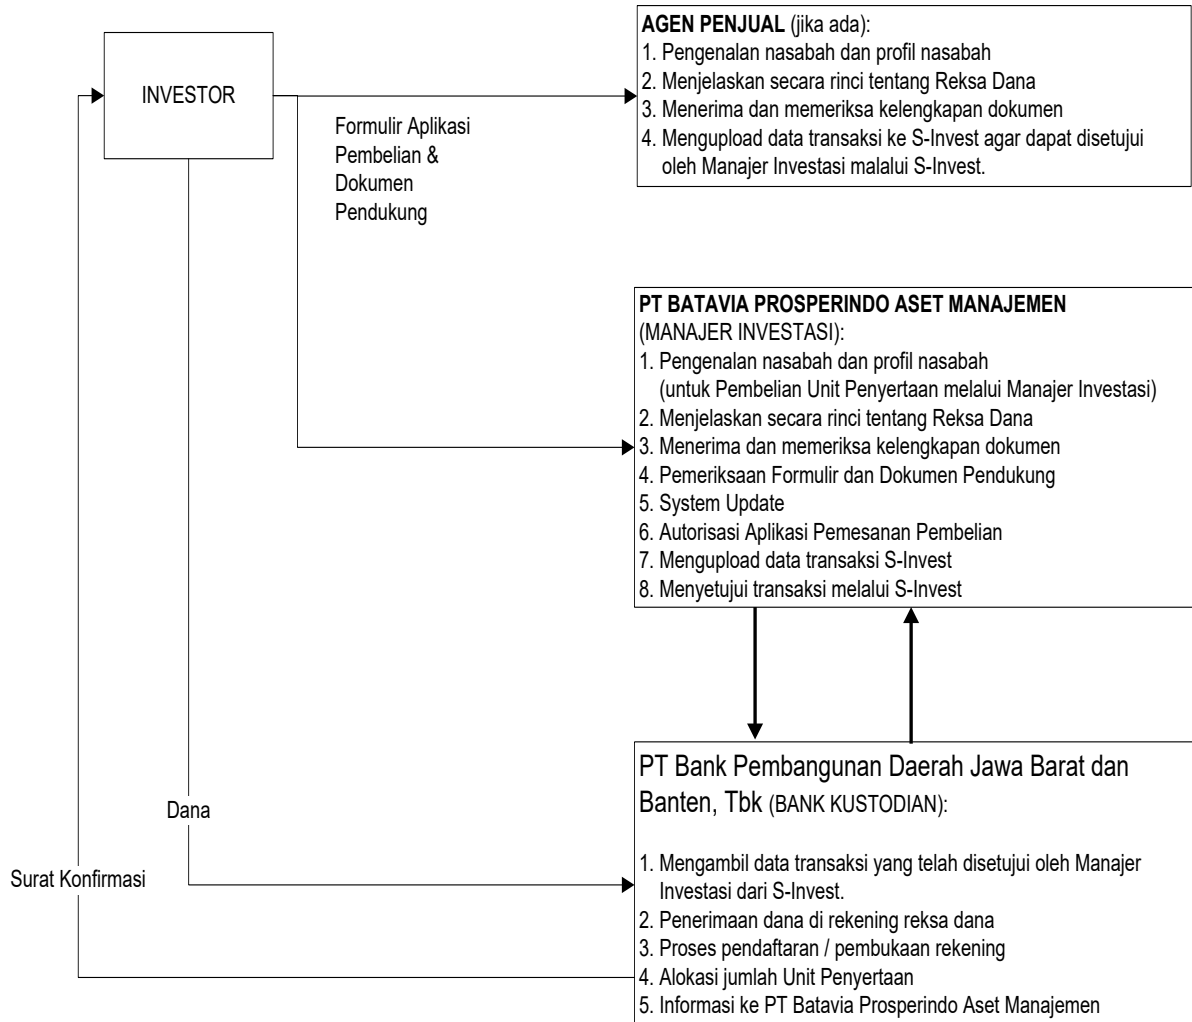 AGEN PENJUAL (jika ada):
1. Pengenalan nasabah dan profil nasabah
2. Menjelaskan secara rinci tentang Reksa Dana
3. Menerima dan memeriksa kelengkapan dokumen
4. Mengupload data transaksi ke S-Invest agar dapat disetujui
oleh Manajer Investasi malalui S-Invest.
INVESTOR
Formulir Aplikasi
Pembelian &
Dokumen
Pendukung
PT BATAVIA PROSPERINDO ASET MANAJEMEN
(MANAJER INVESTASI):
1. Pengenalan nasabah dan profil nasabah
(untuk Pembelian Unit Penyertaan melalui Manajer Investasi)
2. Menjelaskan secara rinci tentang Reksa Dana
3. Menerima dan memeriksa kelengkapan dokumen
4. Pemeriksaan Formulir dan Dokumen Pendukung
5. System Update
6. Autorisasi Aplikasi Pemesanan Pembelian
7. Mengupload data transaksi S-Invest
8. Menyetujui transaksi melalui S-Invest
PT Bank Pembangunan Daerah Jawa Barat dan
Banten, Tbk (BANK KUSTODIAN):
1. Mengambil data transaksi yang telah disetujui oleh Manajer
Investasi dari S-Invest.
2. Penerimaan dana di rekening reksa dana
3. Proses pendaftaran / pembukaan rekening
4. Alokasi jumlah Unit Penyertaan
5. Informasi ke PT Batavia Prosperindo Aset Manajemen
Dana
Surat Konfirmasi